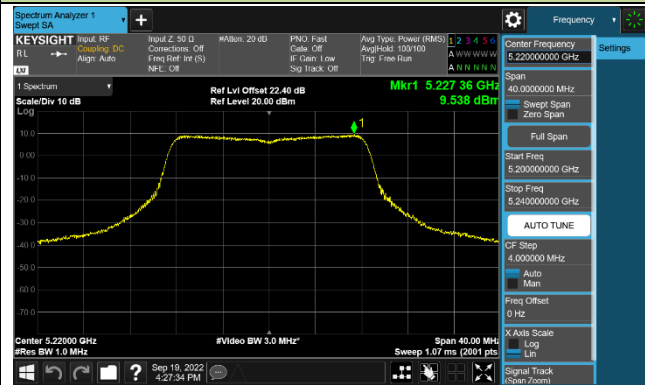 Spectrum Analyzer 1
Swept SA
+
Frequency
KEYSIGHT
RL
LXI
Input: RF
Coupling: DC
Align: Auto
Input Z: 50 Ω
Corrections: Off
Freq Ref: Int (S)
NFE: Off
#Atten: 20 dB
PNO: Fast
Gate: Off
IF Gain: Low
Sig Track: Off
Avg Type: Power (RMS)
Avg|Hold: 100/100
Trig: Free Run
1 2 3 4 5 6
A W W W W W
A N N N N N
1 Spectrum
Scale/Div 10 dB
Log
Ref Lvl Offset 22.40 dB
Ref Level 20.00 dBm
Mkr1 5.227 36 GHz
9.538 dBm
1
10.0
0.00
-10.0
-20.0
-30.0
-40.0
-50.0
-60.0
-70.0
Center 5.22000 GHz
#Res BW 1.0 MHz
#Video BW 3.0 MHz*
Span 40.00 MHz
Sweep 1.07 ms (2001 pts)
Sep 19, 2022
4:27:34 PM
Center Frequency
5.220000000 GHz
Span
40.0000000 MHz
Swept Span
Zero Span
Full Span
Start Freq
5.200000000 GHz
Stop Freq
5.240000000 GHz
AUTO TUNE
CF Step
4.000000 MHz
Auto
Man
Freq Offset
0 Hz
X Axis Scale
Log
Lin
Signal Track
(Span Zoom)
Settings